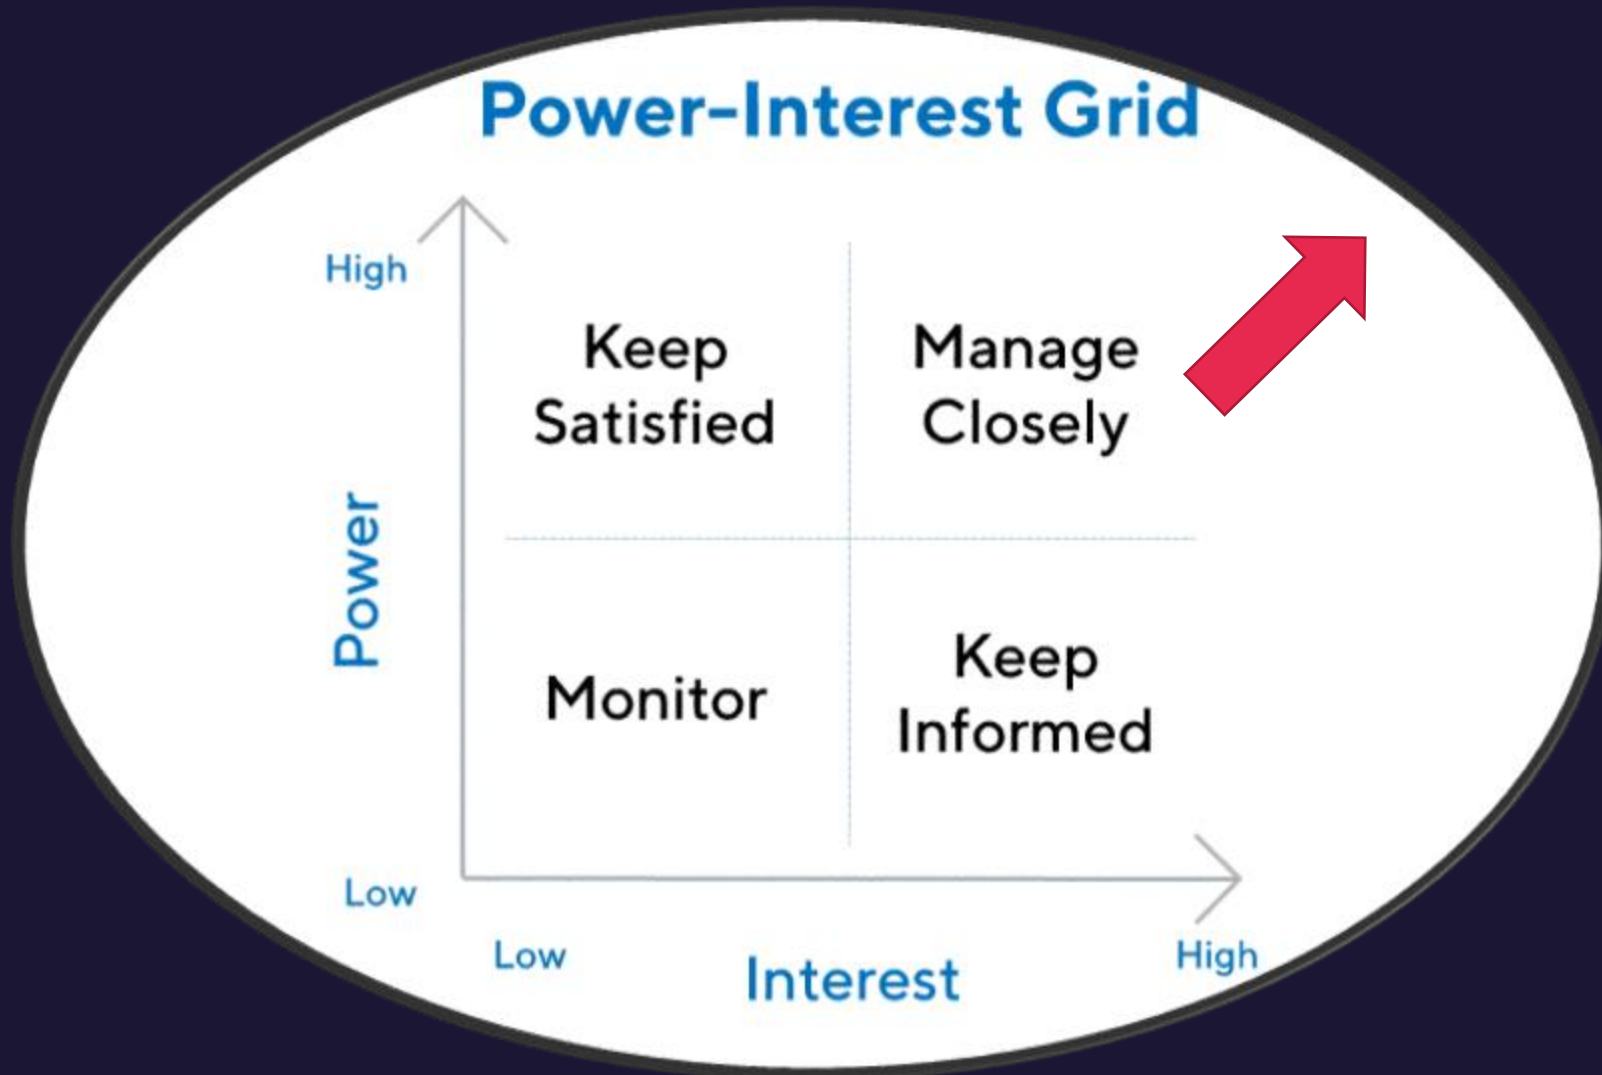 Power-Interest Grid
High
Keep
Satisfied
Manage
Closely
Power
Monitor
Keep
Informed
Low
Low
Interest
High